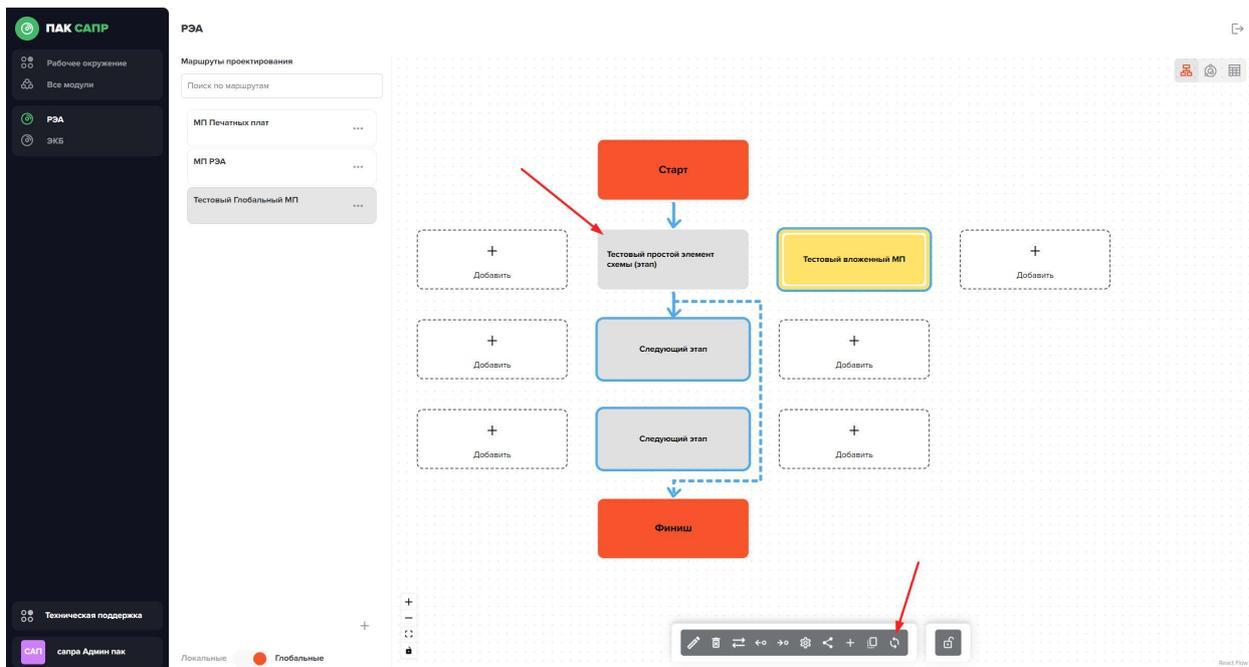 ПАК САПР
Рабочее окружение
Все модули
РЭА
ЭКБ
Техническая поддержка
САП
сапра Админ пак
РЭА
Маршруты проектирования
Поиск по маршрутам
МП Печатных плат
МП РЭА
Тестовый Глобальный МП
Локальные
Глобальные
Старт
Добавить
Тестовый простой элемент
схемы (этап)
Тестовый вложенный МП
Добавить
Добавить
Следующий этап
Добавить
Добавить
Следующий этап
Добавить
Финиш
React Flow